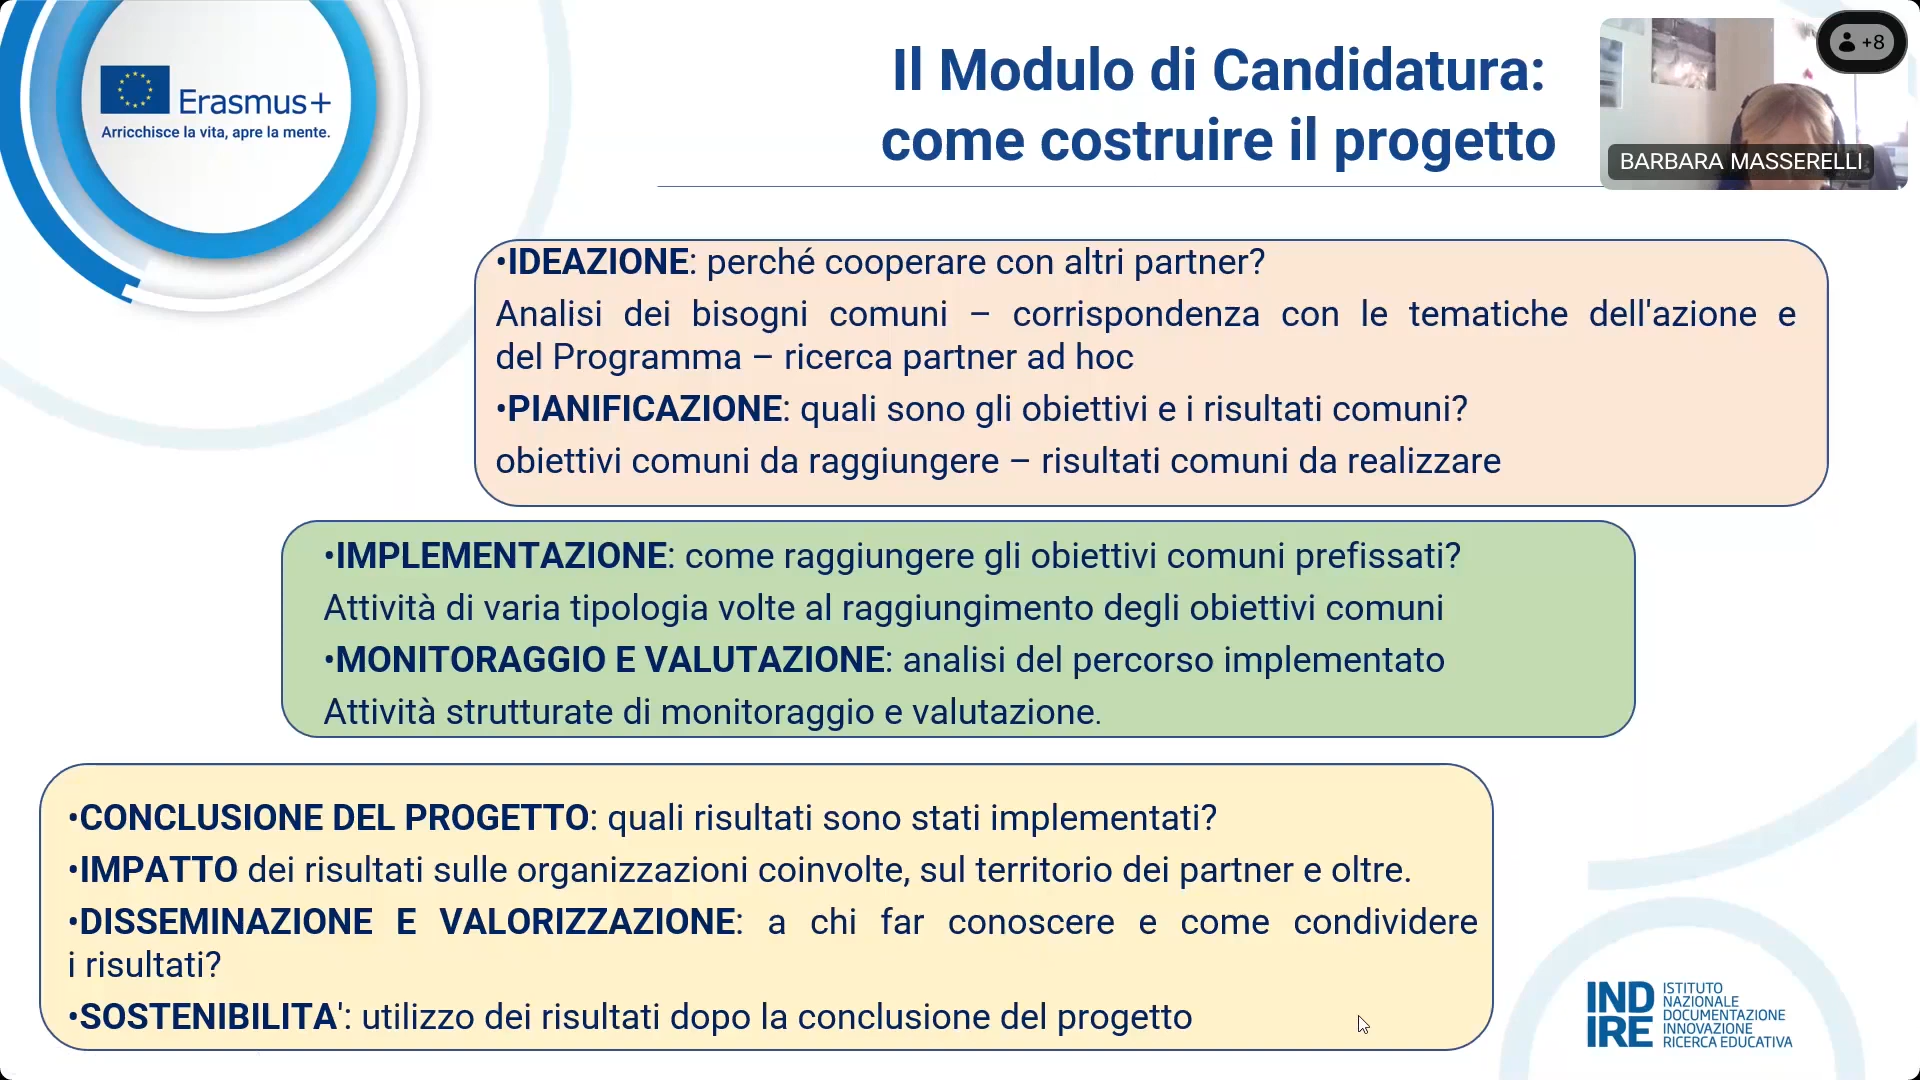 Erasmus+
Arricchisce la vita, apre la mente.
Il Modulo di Candidatura:
come costruire il progetto
+8
BARBARA MASSERELLI
•IDEAZIONE: perché cooperare con altri partner?
Analisi dei bisogni comuni – corrispondenza con le tematiche dell'azione e
del Programma – ricerca partner ad hoc
•PIANIFICAZIONE: quali sono gli obiettivi e i risultati comuni?
obiettivi comuni da raggiungere – risultati comuni da realizzare
•IMPLEMENTAZIONE: come raggiungere gli obiettivi comuni prefissati?
Attività di varia tipologia volte al raggiungimento degli obiettivi comuni
•MONITORAGGIO E VALUTAZIONE: analisi del percorso implementato
Attività strutturate di monitoraggio e valutazione.
•CONCLUSIONE DEL PROGETTO: quali risultati sono stati implementati?
•IMPATTO dei risultati sulle organizzazioni coinvolte, sul territorio dei partner e oltre.
•DISSEMINAZIONE E VALORIZZAZIONE: a chi far conoscere e come condividere
i risultati?
•SOSTENIBILITA': utilizzo dei risultati dopo la conclusione del progetto
IND
IRE
ISTITUTO
NAZIONALE
DOCUMENTAZIONE
INNOVAZIONE
RICERCA EDUCATIVA